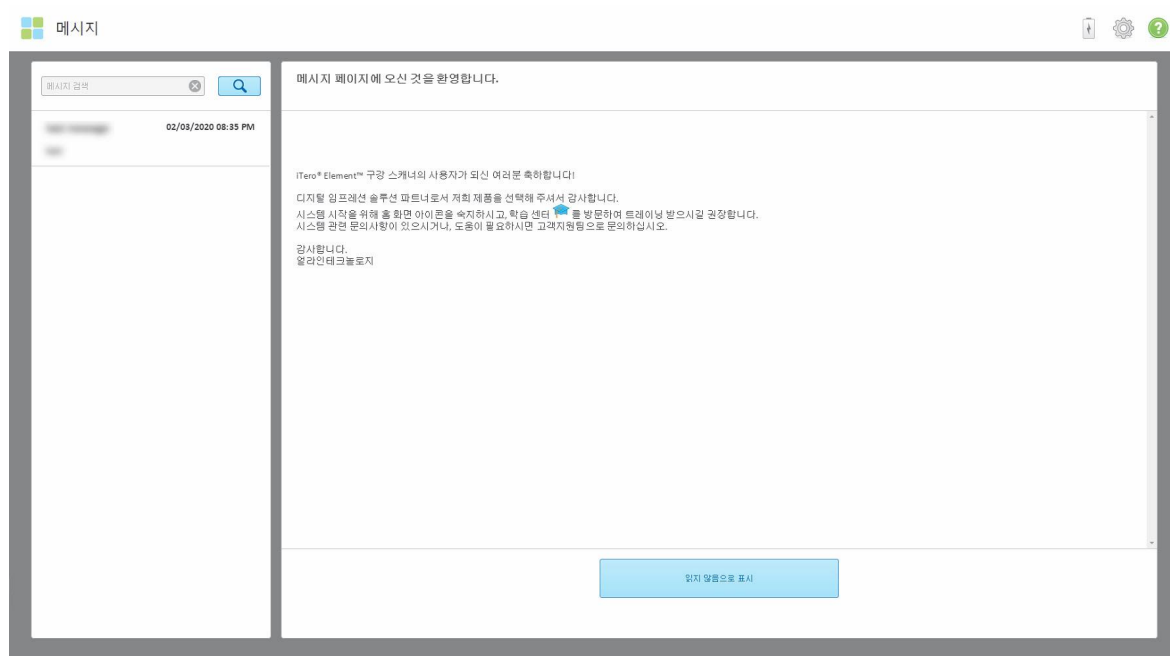 메시지
메시지 검색
02/03/2020 08:35 PM
메시지 페이지에 오신 것을 환영합니다.
iTero® Element™ 구강 스캐너의 사용자가 되신 여러분 축하합니다!
디지털 임프레션 솔루션 파트너로서 저희 제품을 선택해 주셔서 감사합니다.
시스템 시작을 위해 홈 화면 아이콘을 숙지하시고, 학습 센터 를 방문하여 트레이닝 받으시길 권장합니다.
시스템 관련 문의사항이 있으시거나, 도움이 필요하시면 고객지원팀으로 문의하십시오.
감사합니다.
얼라인테크놀로지
읽지 않음으로 표시